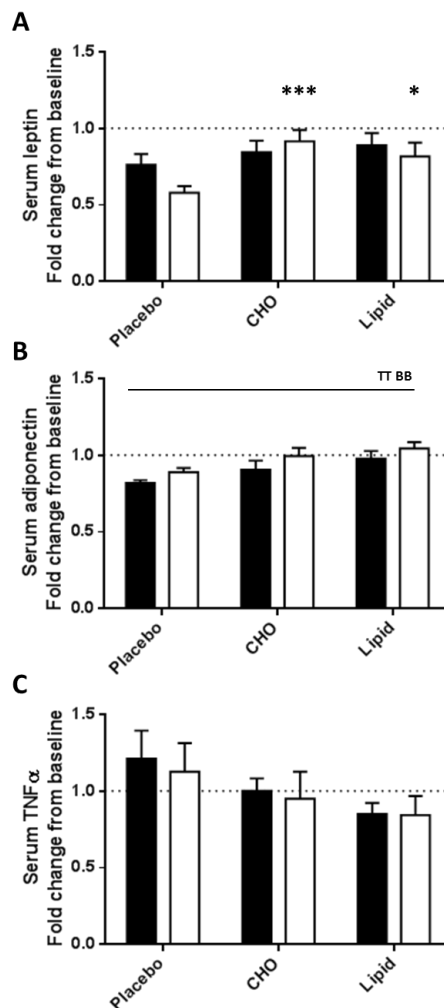 A
Serum leptin
Fold change from baseline
1.5
1.0
0.5
0.0
***
*
Placebo
CHO
Lipid
B
Serum adiponectin
Fold change from baseline
1.5
1.0
0.5
0.0
TT BB
Placebo
CHO
Lipid
C
Serum TNFα
Fold change from baseline
1.5
1.0
0.5
0.0
Placebo
CHO
Lipid